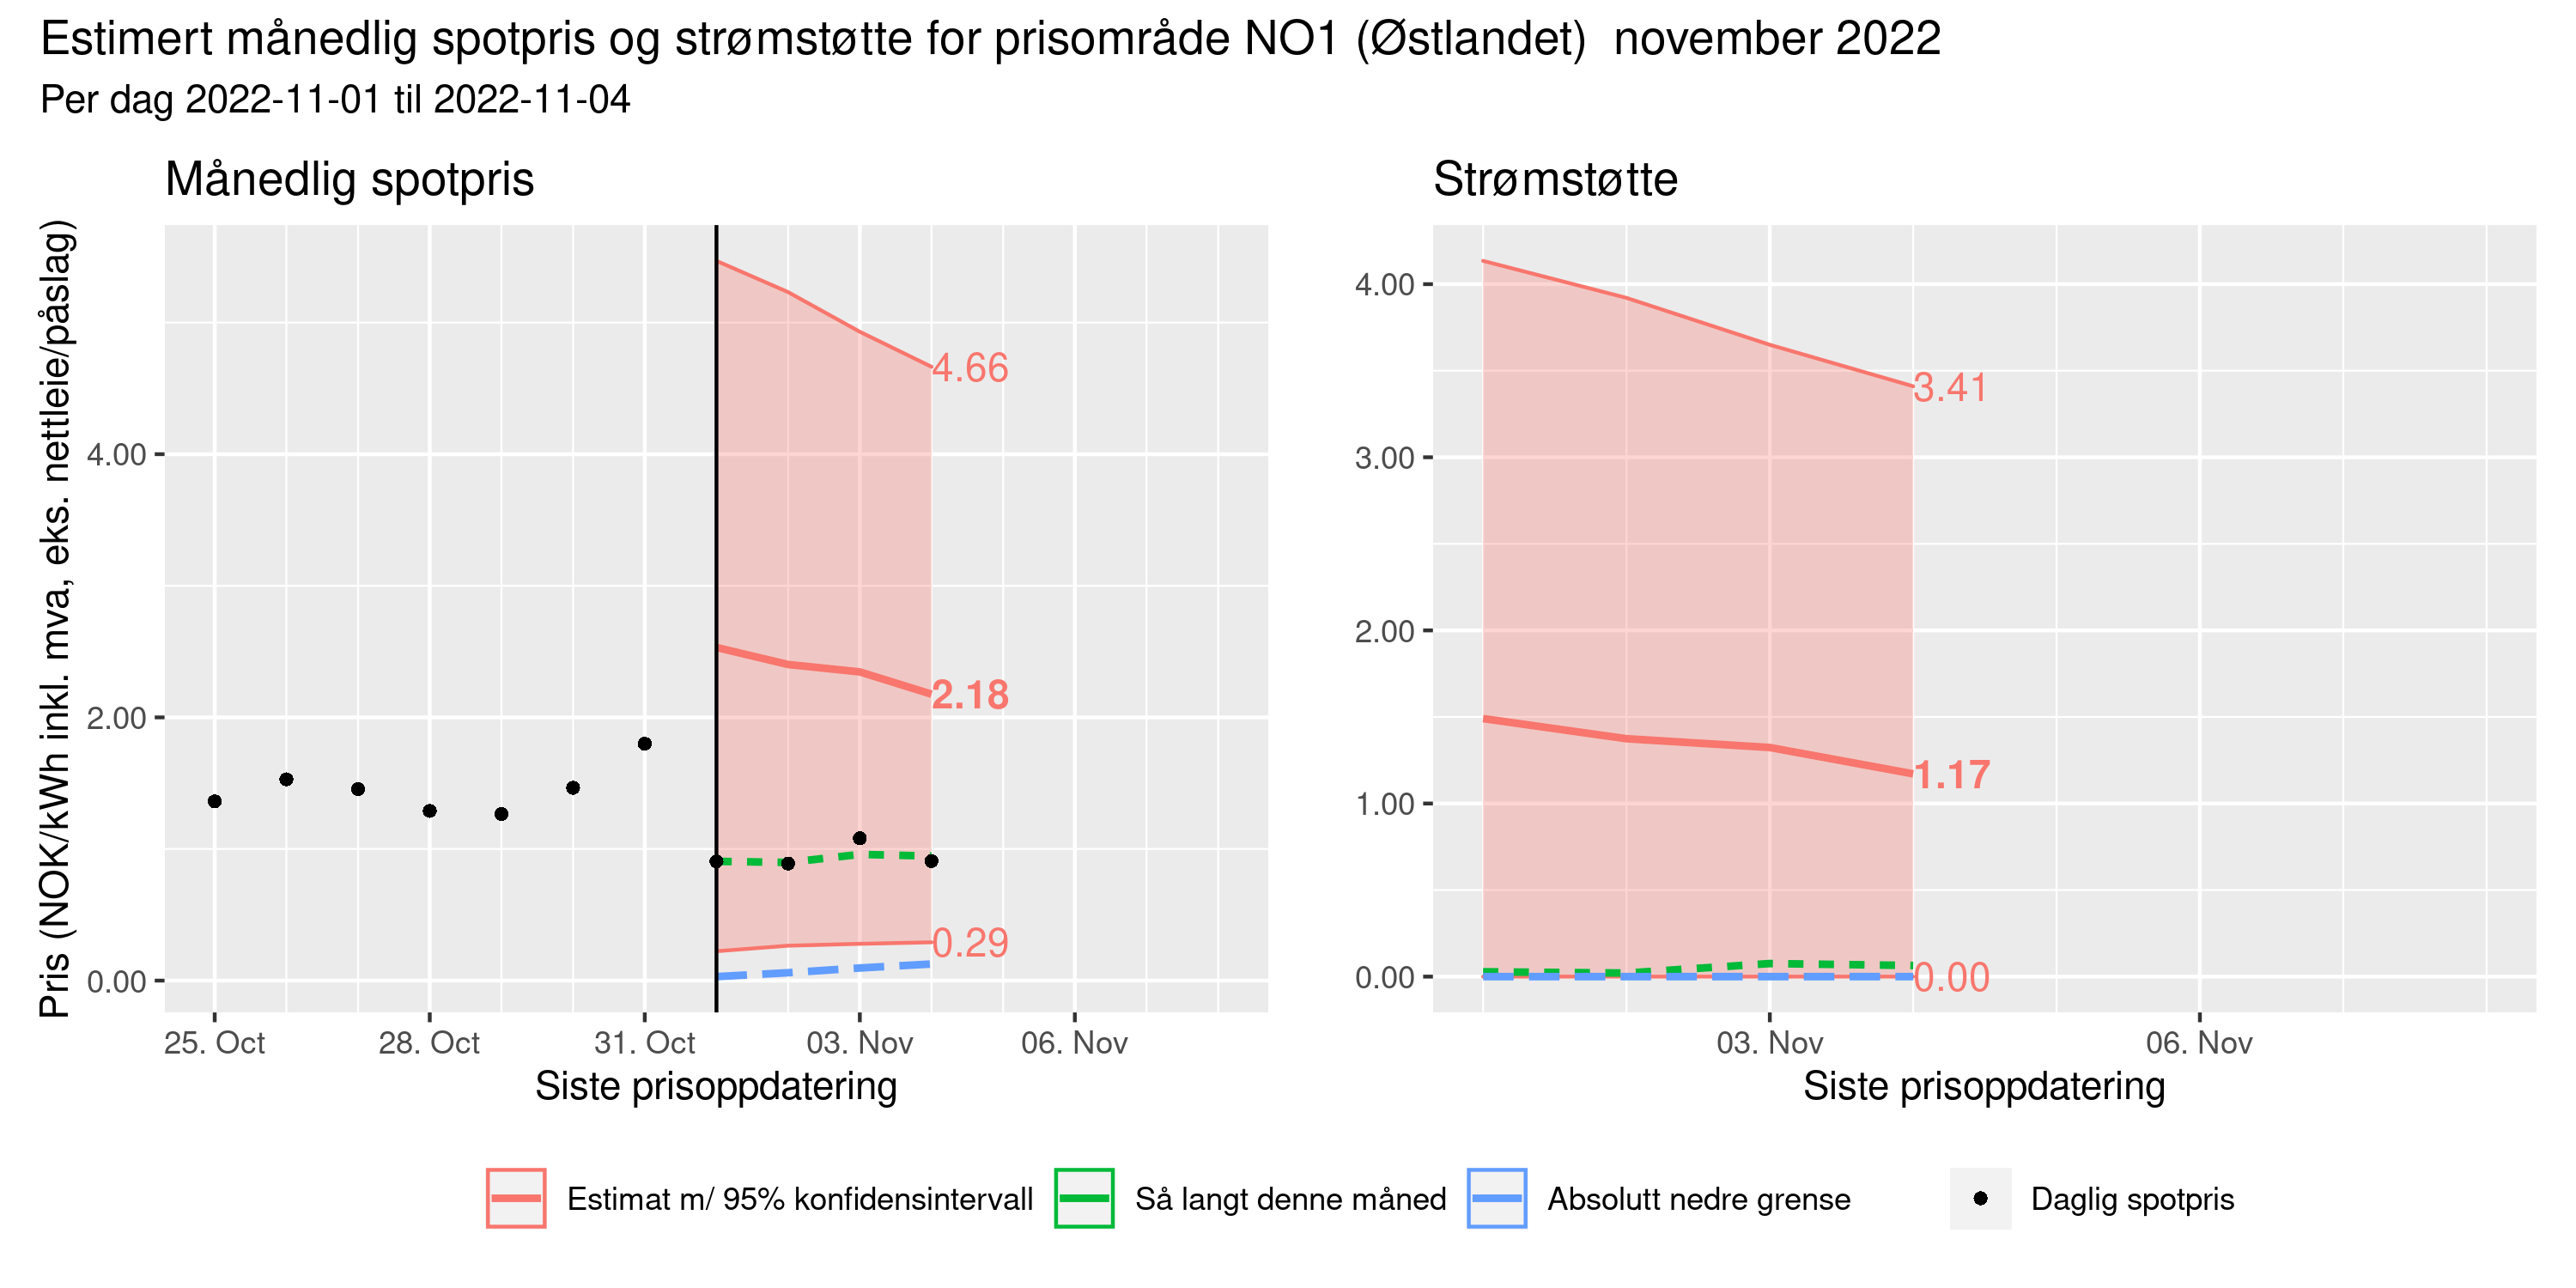 Estimert månedlig spotpris og strømstøtte for prisområde NO1 (Østlandet)  november 2022
Per dag 2022-11-01 til 2022-11-04
Månedlig spotpris
Pris (NOK/kWh inkl. mva, eks. nettleie/påslag)
4.00
2.00
0.00
4.66
2.18
0.29
25. Oct 28. Oct 31. Oct 03. Nov 06. Nov
Siste prisoppdatering
Strømstøtte
4.00
3.00
2.00
1.00
0.00
3.41
1.17
0.00
03. Nov 06. Nov
Siste prisoppdatering
Estimat m/ 95% konfidensintervall Så langt denne måned Absolutt nedre grense Daglig spotpris